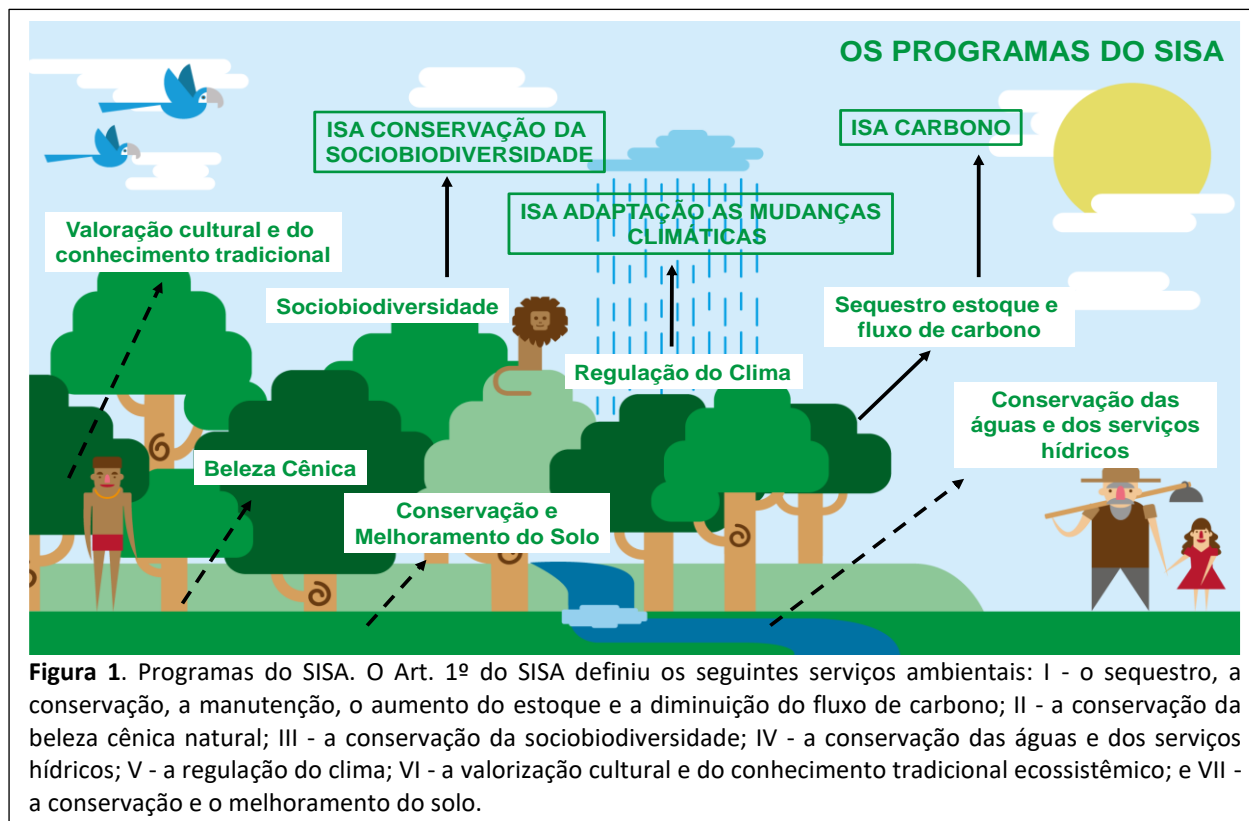 OS PROGRAMAS DO SISA
ISA CONSERVAÇÃO DA
SOCIOBIODIVERSIDADE
ISA CARBONO
ISA ADAPTAÇÃO AS MUDANÇAS
CLIMÁTICAS
Valoração cultural e do
conhecimento tradicional
Sociobiodiversidade
Sequestro estoque e
fluxo de carbono
Regulação do Clima
Conservação das
águas e dos serviços
hídricos
Beleza Cênica
Conservação e
Melhoramento do Solo
Figura 1. Programas do SISA. O Art. 1º do SISA definiu os seguintes serviços ambientais: I - o sequestro, a
conservação, a manutenção, o aumento do estoque e a diminuição do fluxo de carbono; II - a conservação da
beleza cênica natural; III - a conservação da sociobiodiversidade; IV - a conservação das águas e dos serviços
hídricos; V - a regulação do clima; VI - a valorização cultural e do conhecimento tradicional ecossistêmico; e VII -
a conservação e o melhoramento do solo.